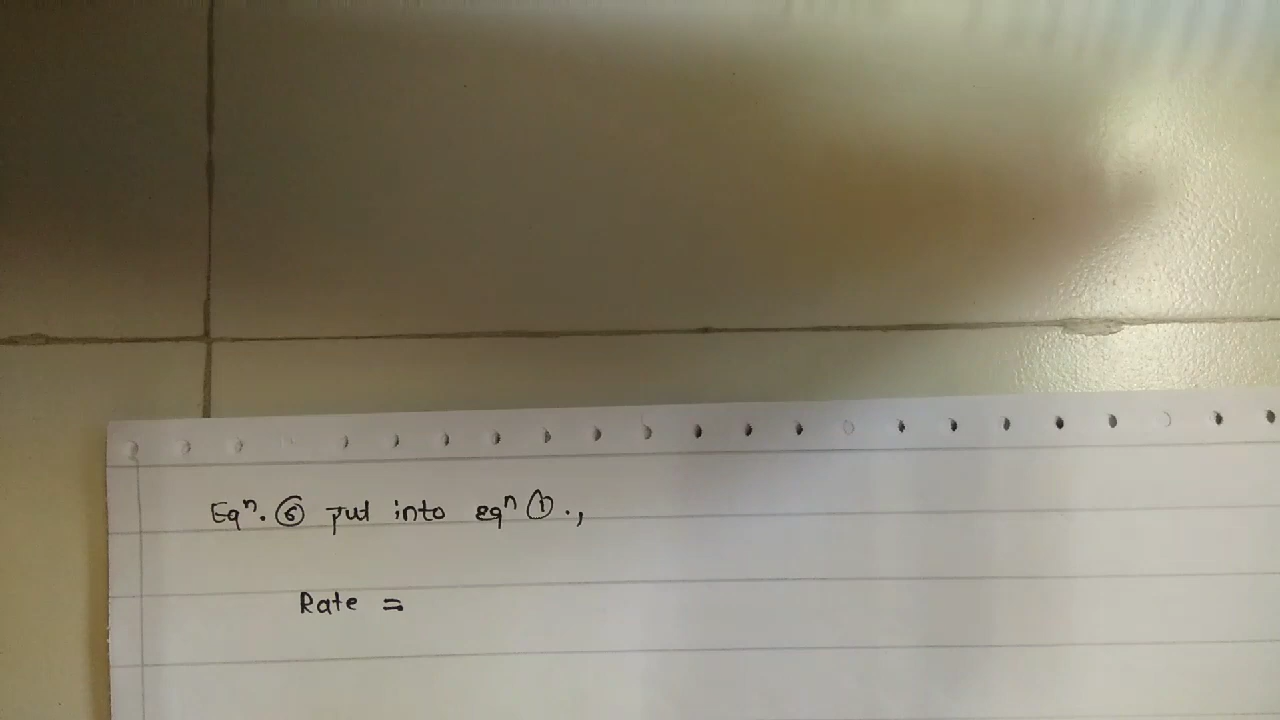 Eqⁿ. ⑥ put into eqⁿ ①.,
Rate =